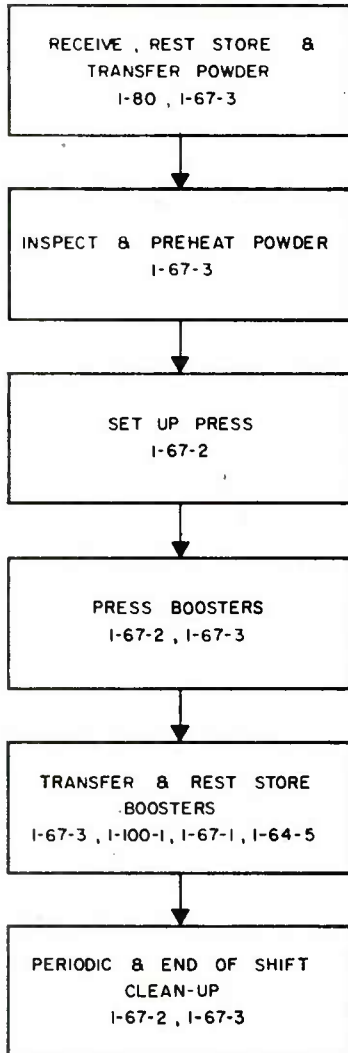 RECEIVE, REST STORE &
TRANSFER POWDER
1-80, 1-67-3
INSPECT & PREHEAT POWDER
1-67-3
SET UP PRESS
1-67-2
PRESS BOOSTERS
1-67-2, 1-67-3
TRANSFER & REST STORE
BOOSTERS
1-67-3, 1-100-1, 1-67-1, 1-64-5
PERIODIC & END OF SHIFT
CLEAN-UP
1-67-2, 1-67-3